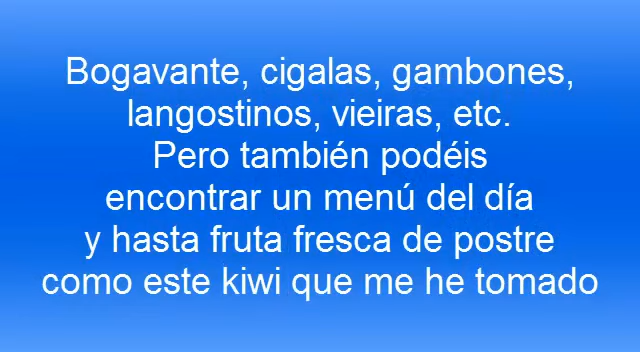 Bogavante, cigalas, gambones,
langostinos, vieiras, etc.
Pero también podéis
encontrar un menú del día
y hasta fruta fresca de postre
como este kiwi que me he tomado